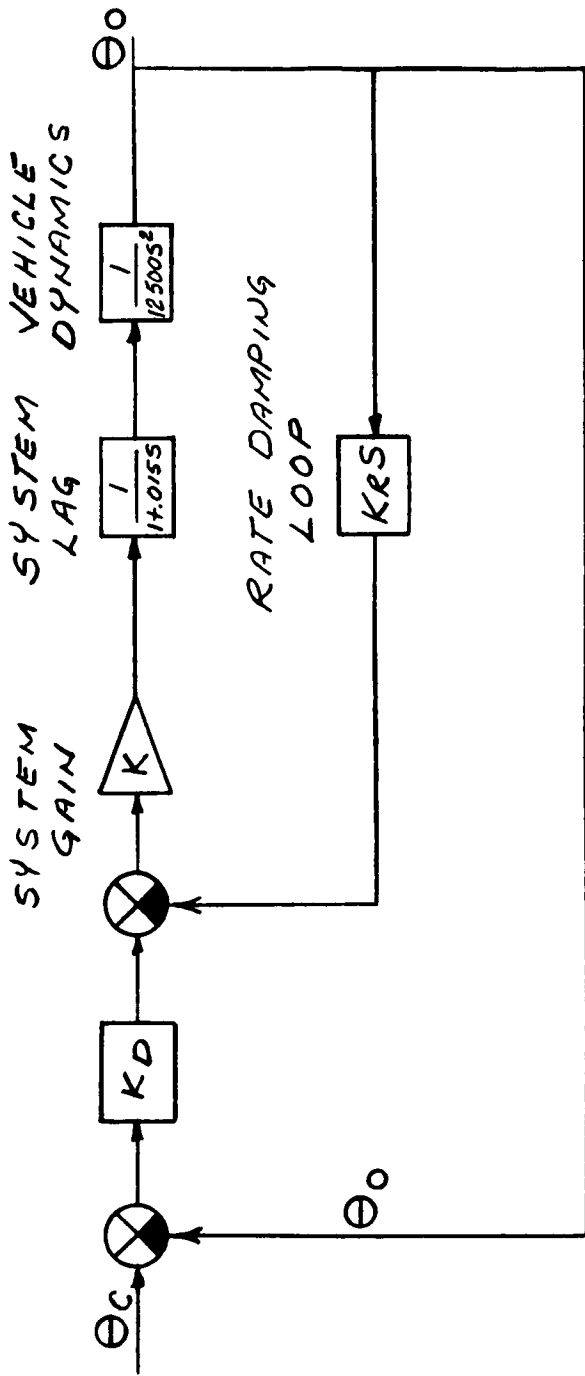 SYSTEM
GAIN
SYSTEM
LAG
VEHICLE
DYNAMICS
θC
KD
K
1
1+.015S
1
12500S²
θO
RATE DAMPING
LOOP
KRS
θO